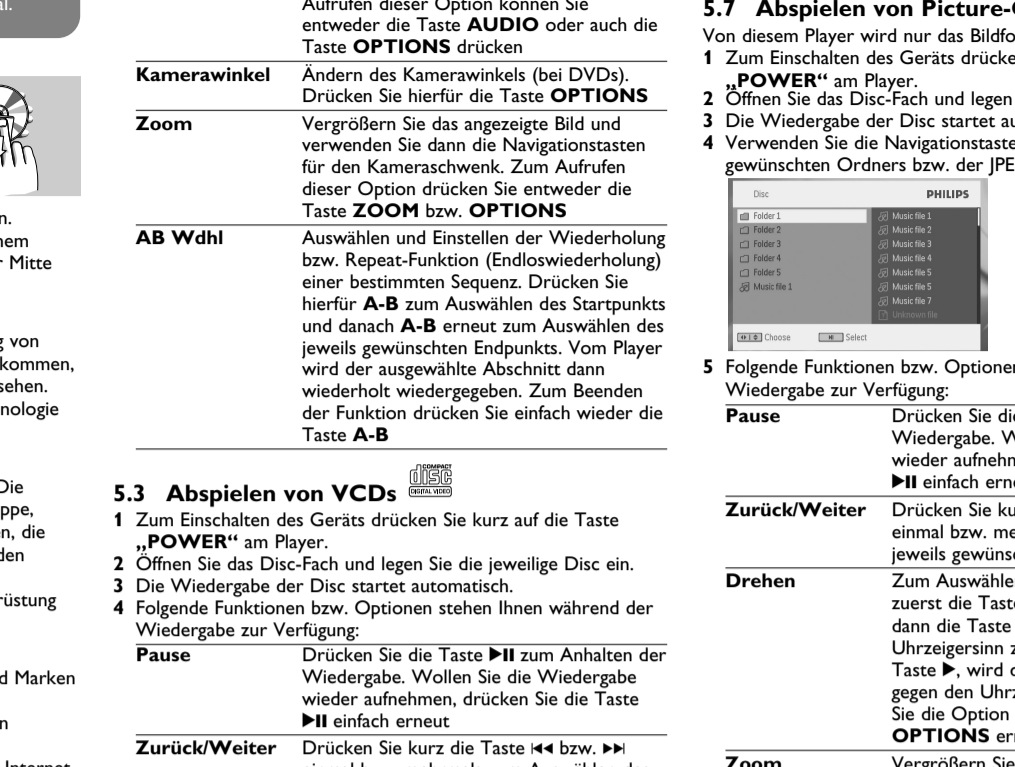 al.
n.
nem
r Mitte
g von
kommen,
sehen.
nologie
Die
ppe,
en, die
den
rüstung
d Marken
n
Internet
Aufrufen dieser Option können Sie
entweder die Taste AUDIO oder auch die
Taste OPTIONS drücken
Kamerawinkel Ändern des Kamerawinkels (bei DVDs).
Drücken Sie hierfür die Taste OPTIONS
Zoom Vergrößern Sie das angezeigte Bild und
verwenden Sie dann die Navigationstasten
für den Kameraschwenk. Zum Aufrufen
dieser Option drücken Sie entweder die
Taste ZOOM bzw. OPTIONS
AB Wdhl Auswählen und Einstellen der Wiederholung
bzw. Repeat-Funktion (Endloswiederholung)
einer bestimmten Sequenz. Drücken Sie
hierfür A-B zum Auswählen des Startpunkts
und danach A-B erneut zum Auswählen des
jeweils gewünschten Endpunkts. Vom Player
wird der ausgewählte Abschnitt dann
wiederholt wiedergegeben. Zum Beenden
der Funktion drücken Sie einfach wieder die
Taste A-B
5.3 Abspielen von VCDs COMPACT disc DIGITAL VIDEO
1 Zum Einschalten des Geräts drücken Sie kurz auf die Taste
„POWER“ am Player.
2 Öffnen Sie das Disc-Fach und legen Sie die jeweilige Disc ein.
3 Die Wiedergabe der Disc startet automatisch.
4 Folgende Funktionen bzw. Optionen stehen Ihnen während der
Wiedergabe zur Verfügung:
Pause Drücken Sie die Taste ▶II zum Anhalten der
Wiedergabe. Wollen Sie die Wiedergabe
wieder aufnehmen, drücken Sie die Taste
▶II einfach erneut
Zurück/Weiter Drücken Sie kurz die Taste |◀◀ bzw. ▶▶|
5.7 Abspielen von Picture-C
Von diesem Player wird nur das Bildfo
1 Zum Einschalten des Geräts drücke
„POWER“ am Player.
2 Öffnen Sie das Disc-Fach und legen
3 Die Wiedergabe der Disc startet au
4 Verwenden Sie die Navigationstaste
gewünschten Ordners bzw. der JPE
Disc PHILIPS
Folder 1 Music file 1
Folder 2 Music file 2
Folder 3 Music file 3
Folder 4 Music file 4
Folder 5 Music file 5
Music file 1 Music file 5
Music file 7
Unknown file
Choose Select
5 Folgende Funktionen bzw. Optionen
Wiedergabe zur Verfügung:
Pause Drücken Sie die
Wiedergabe. W
wieder aufnehm
▶II einfach erne
Zurück/Weiter Drücken Sie ku
einmal bzw. me
jeweils gewünsc
Drehen Zum Auswählen
zuerst die Taste
dann die Taste
Uhrzeigersinn z
Taste ▶, wird d
gegen den Uhrz
Sie die Option
OPTIONS ern
Zoom Vergrößern Sie